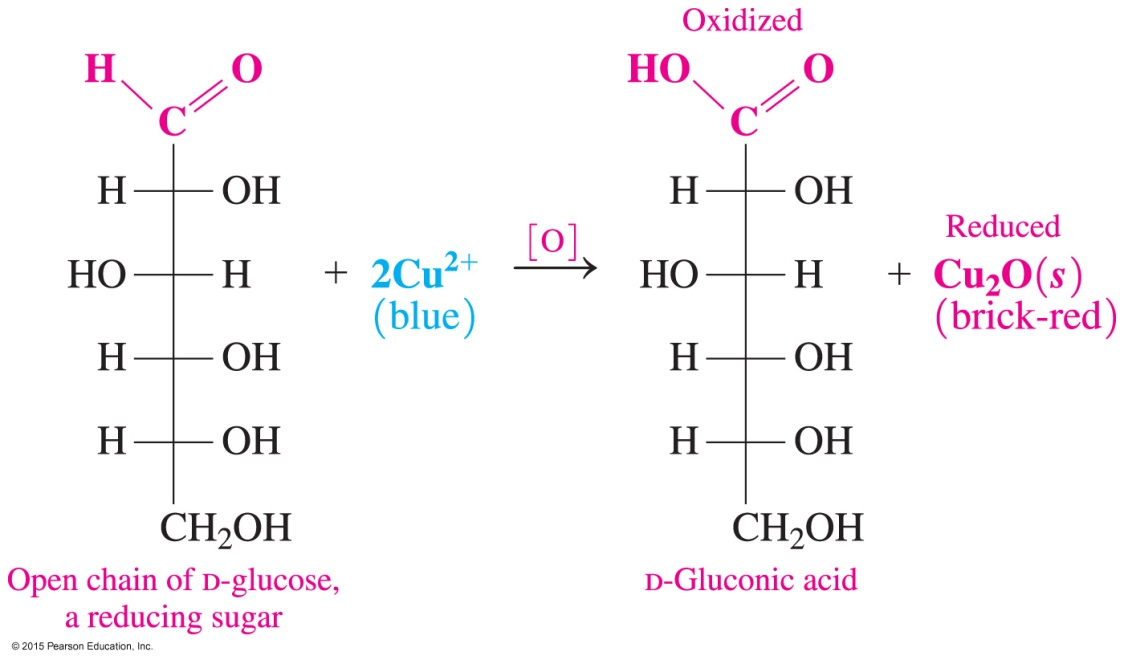 Oxidized
H O HO O
C C
H OH H OH
Reduced
[O]
HO H + 2Cu²⁺ HO H + Cu₂O(s)
(blue) (brick-red)
H OH H OH
H OH H OH
CH₂OH CH₂OH
Open chain of D-glucose, D-Gluconic acid
a reducing sugar
© 2015 Pearson Education, Inc.